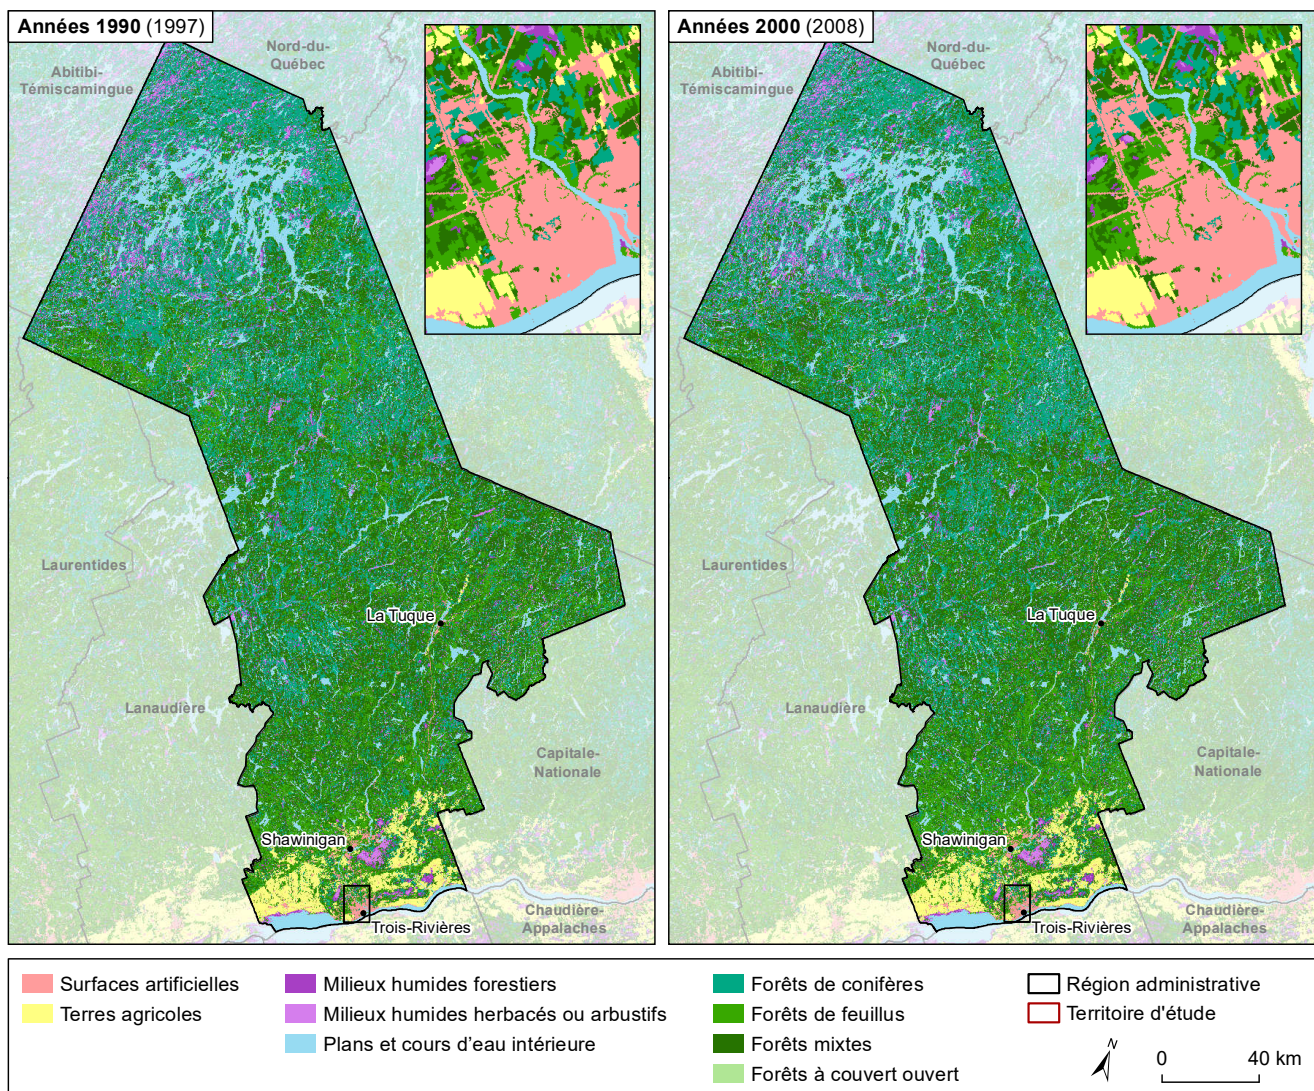 Années 1990 (1997)
Nord-du-
Québec
Abitibi-
Témiscamingue
Laurentides
La Tuque
Lanaudière
Capitale-
Nationale
Shawinigan
Trois-Rivières
Chaudière-
Appalaches
Années 2000 (2008)
Nord-du-
Québec
Abitibi-
Témiscamingue
Laurentides
La Tuque
Lanaudière
Capitale-
Nationale
Shawinigan
Trois-Rivières
Chaudière-
Appalaches
Surfaces artificielles
Terres agricoles
Milieux humides forestiers
Milieux humides herbacés ou arbustifs
Plans et cours d'eau intérieure
Forêts de conifères
Forêts de feuillus
Forêts mixtes
Forêts à couvert ouvert
Région administrative
Territoire d'étude
N
0 40 km